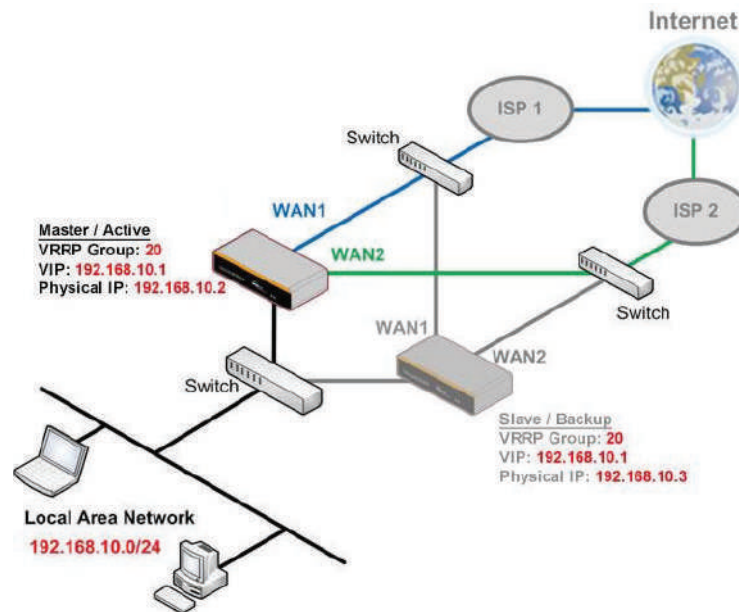 Internet
ISP 1
Switch
WAN1
ISP 2
Master / Active
VRRP Group: 20
VIP: 192.168.10.1
Physical IP: 192.168.10.2
WAN2
Switch
WAN1
WAN2
Switch
Slave / Backup
VRRP Group: 20
VIP: 192.168.10.1
Physical IP: 192.168.10.3
Local Area Network
192.168.10.0/24